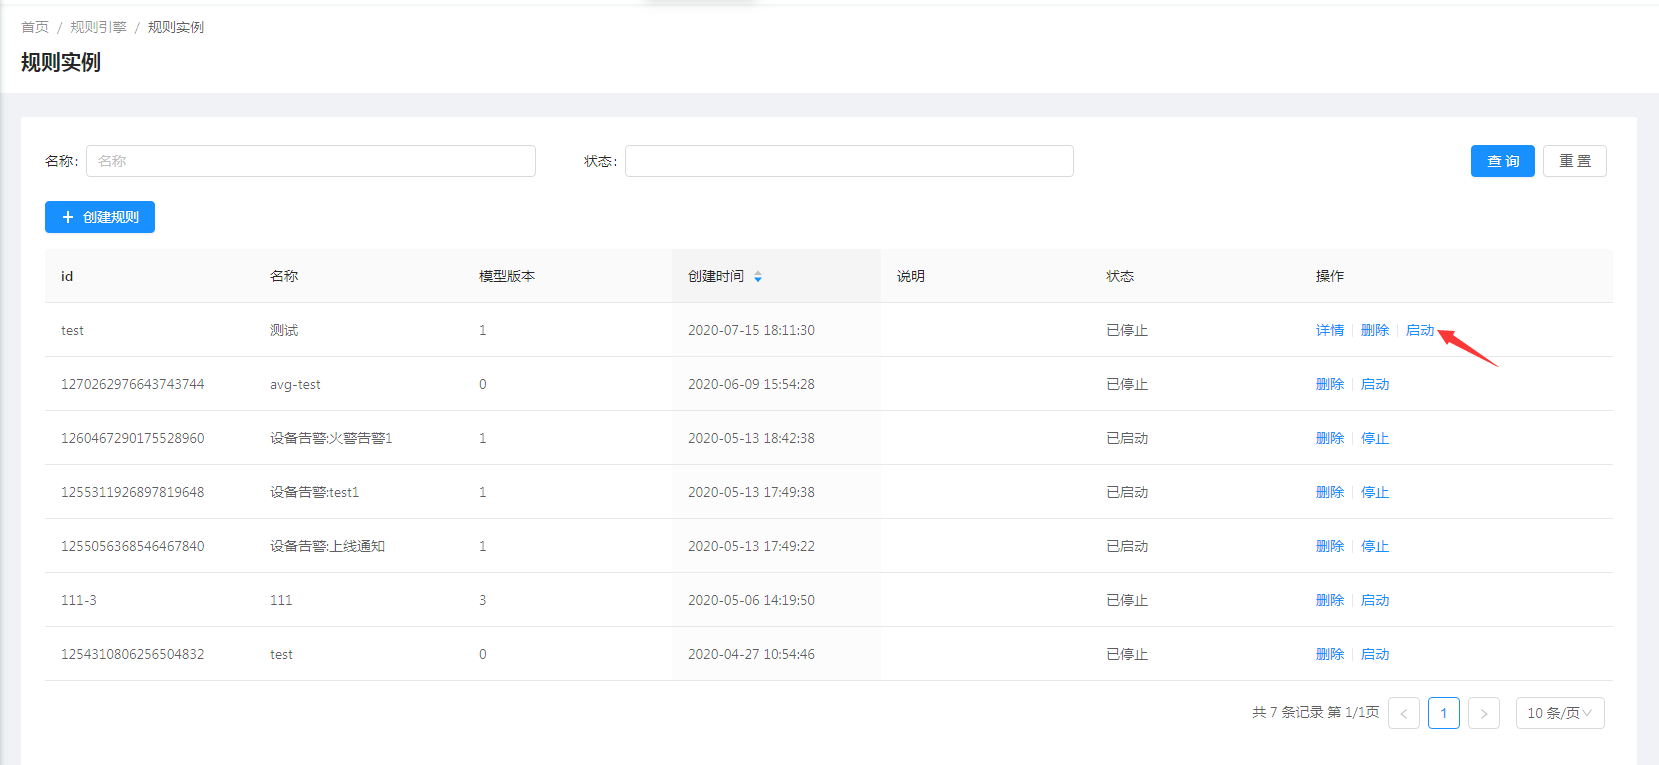 首页 / 规则引擎 / 规则实例
规则实例
名称: 名称 状态: 查 询 重 置
+ 创建规则
id 名称 模型版本 创建时间 说明 状态 操作
test 测试 1 2020-07-15 18:11:30 已停止 详情 删除 启动
1270262976643743744 avg-test 0 2020-06-09 15:54:28 已停止 删除 启动
1260467290175528960 设备告警:火警告警1 1 2020-05-13 18:42:38 已启动 删除 停止
1255311926897819648 设备告警:test1 1 2020-05-13 17:49:38 已启动 删除 停止
1255056368546467840 设备告警:上线通知 1 2020-05-13 17:49:22 已启动 删除 停止
111-3 111 3 2020-05-06 14:19:50 已停止 删除 启动
1254310806256504832 test 0 2020-04-27 10:54:46 已停止 删除 启动
共 7 条记录 第 1/1页 < 1 > 10 条/页